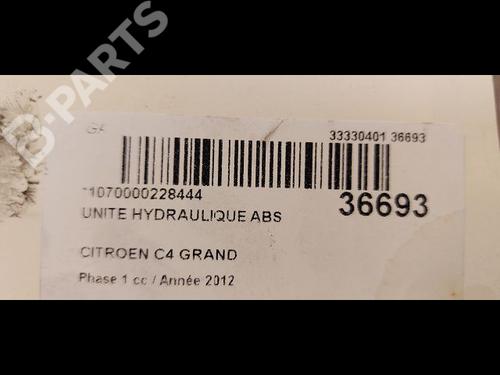 B-PARTS
33330401 36693
*1070000228444
36693
UNITE HYDRAULIQUE ABS
CITROEN C4 GRAND
Phase 1 cc / Année 2012